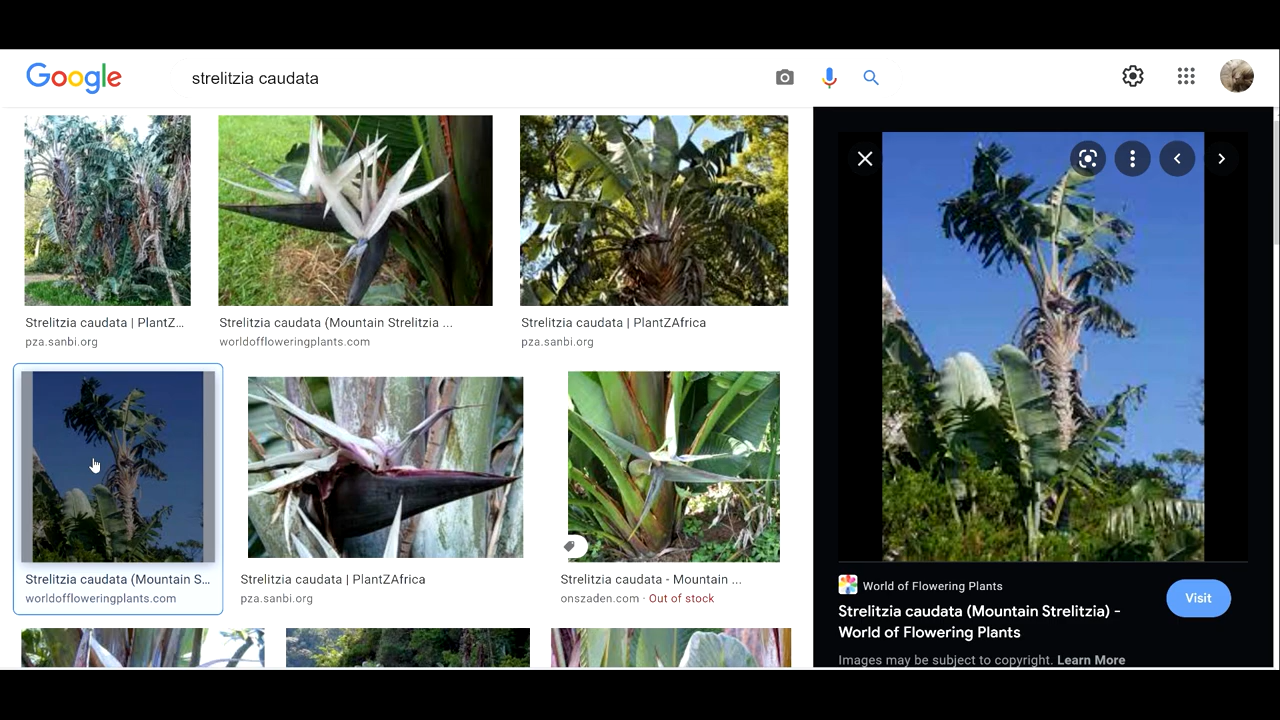 Google
strelitzia caudata
Strelitzia caudata | PlantZ...
pza.sanbi.org
Strelitzia caudata (Mountain Strelitzia ...
worldoffloweringplants.com
Strelitzia caudata | PlantZAfrica
pza.sanbi.org
Strelitzia caudata (Mountain S...
worldoffloweringplants.com
Strelitzia caudata | PlantZAfrica
pza.sanbi.org
Strelitzia caudata - Mountain ...
onszaden.com · Out of stock
World of Flowering Plants
Strelitzia caudata (Mountain Strelitzia) -
World of Flowering Plants
Visit
Images may be subject to copyright. Learn More